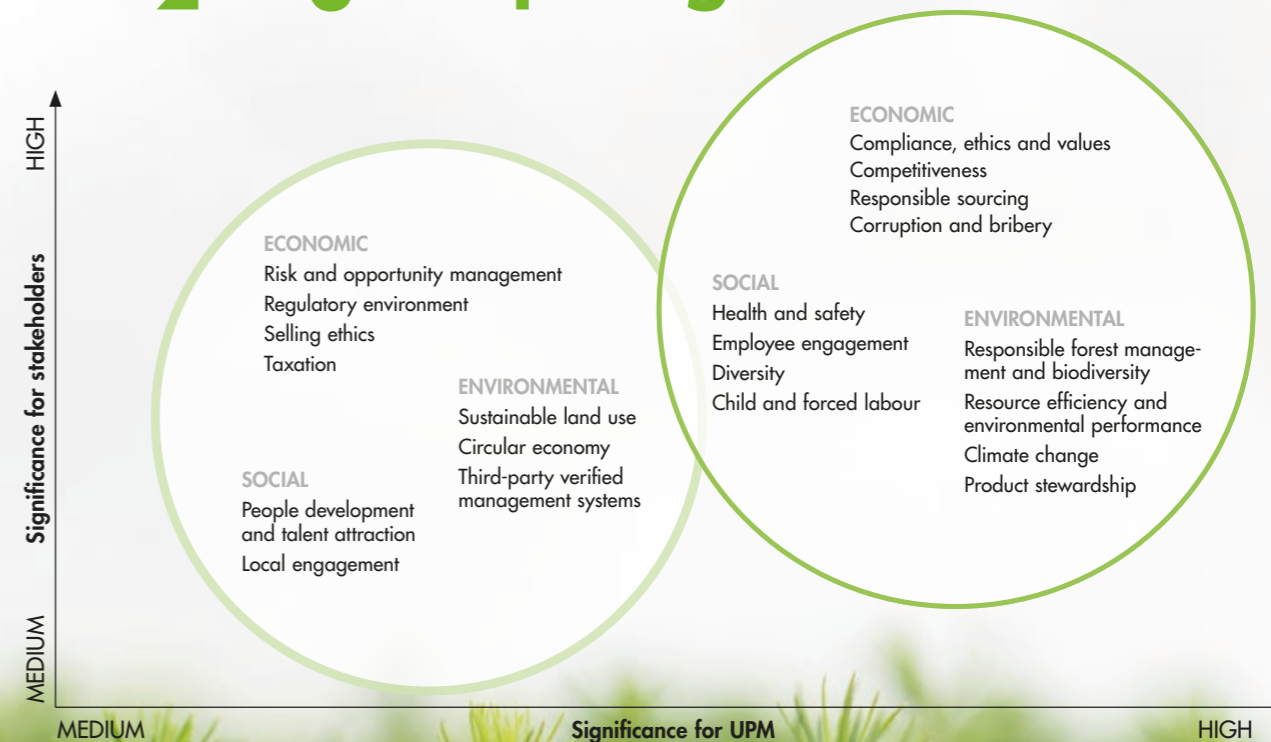 HIGH
Significance for stakeholders
MEDIUM
ECONOMIC
Risk and opportunity management
Regulatory environment
Selling ethics
Taxation
ENVIRONMENTAL
Sustainable land use
Circular economy
Third-party verified
management systems
SOCIAL
People development
and talent attraction
Local engagement
ECONOMIC
Compliance, ethics and values
Competitiveness
Responsible sourcing
Corruption and bribery
SOCIAL
Health and safety
Employee engagement
Diversity
Child and forced labour
ENVIRONMENTAL
Responsible forest manage-
ment and biodiversity
Resource efficiency and
environmental performance
Climate change
Product stewardship
MEDIUM
Significance for UPM
HIGH